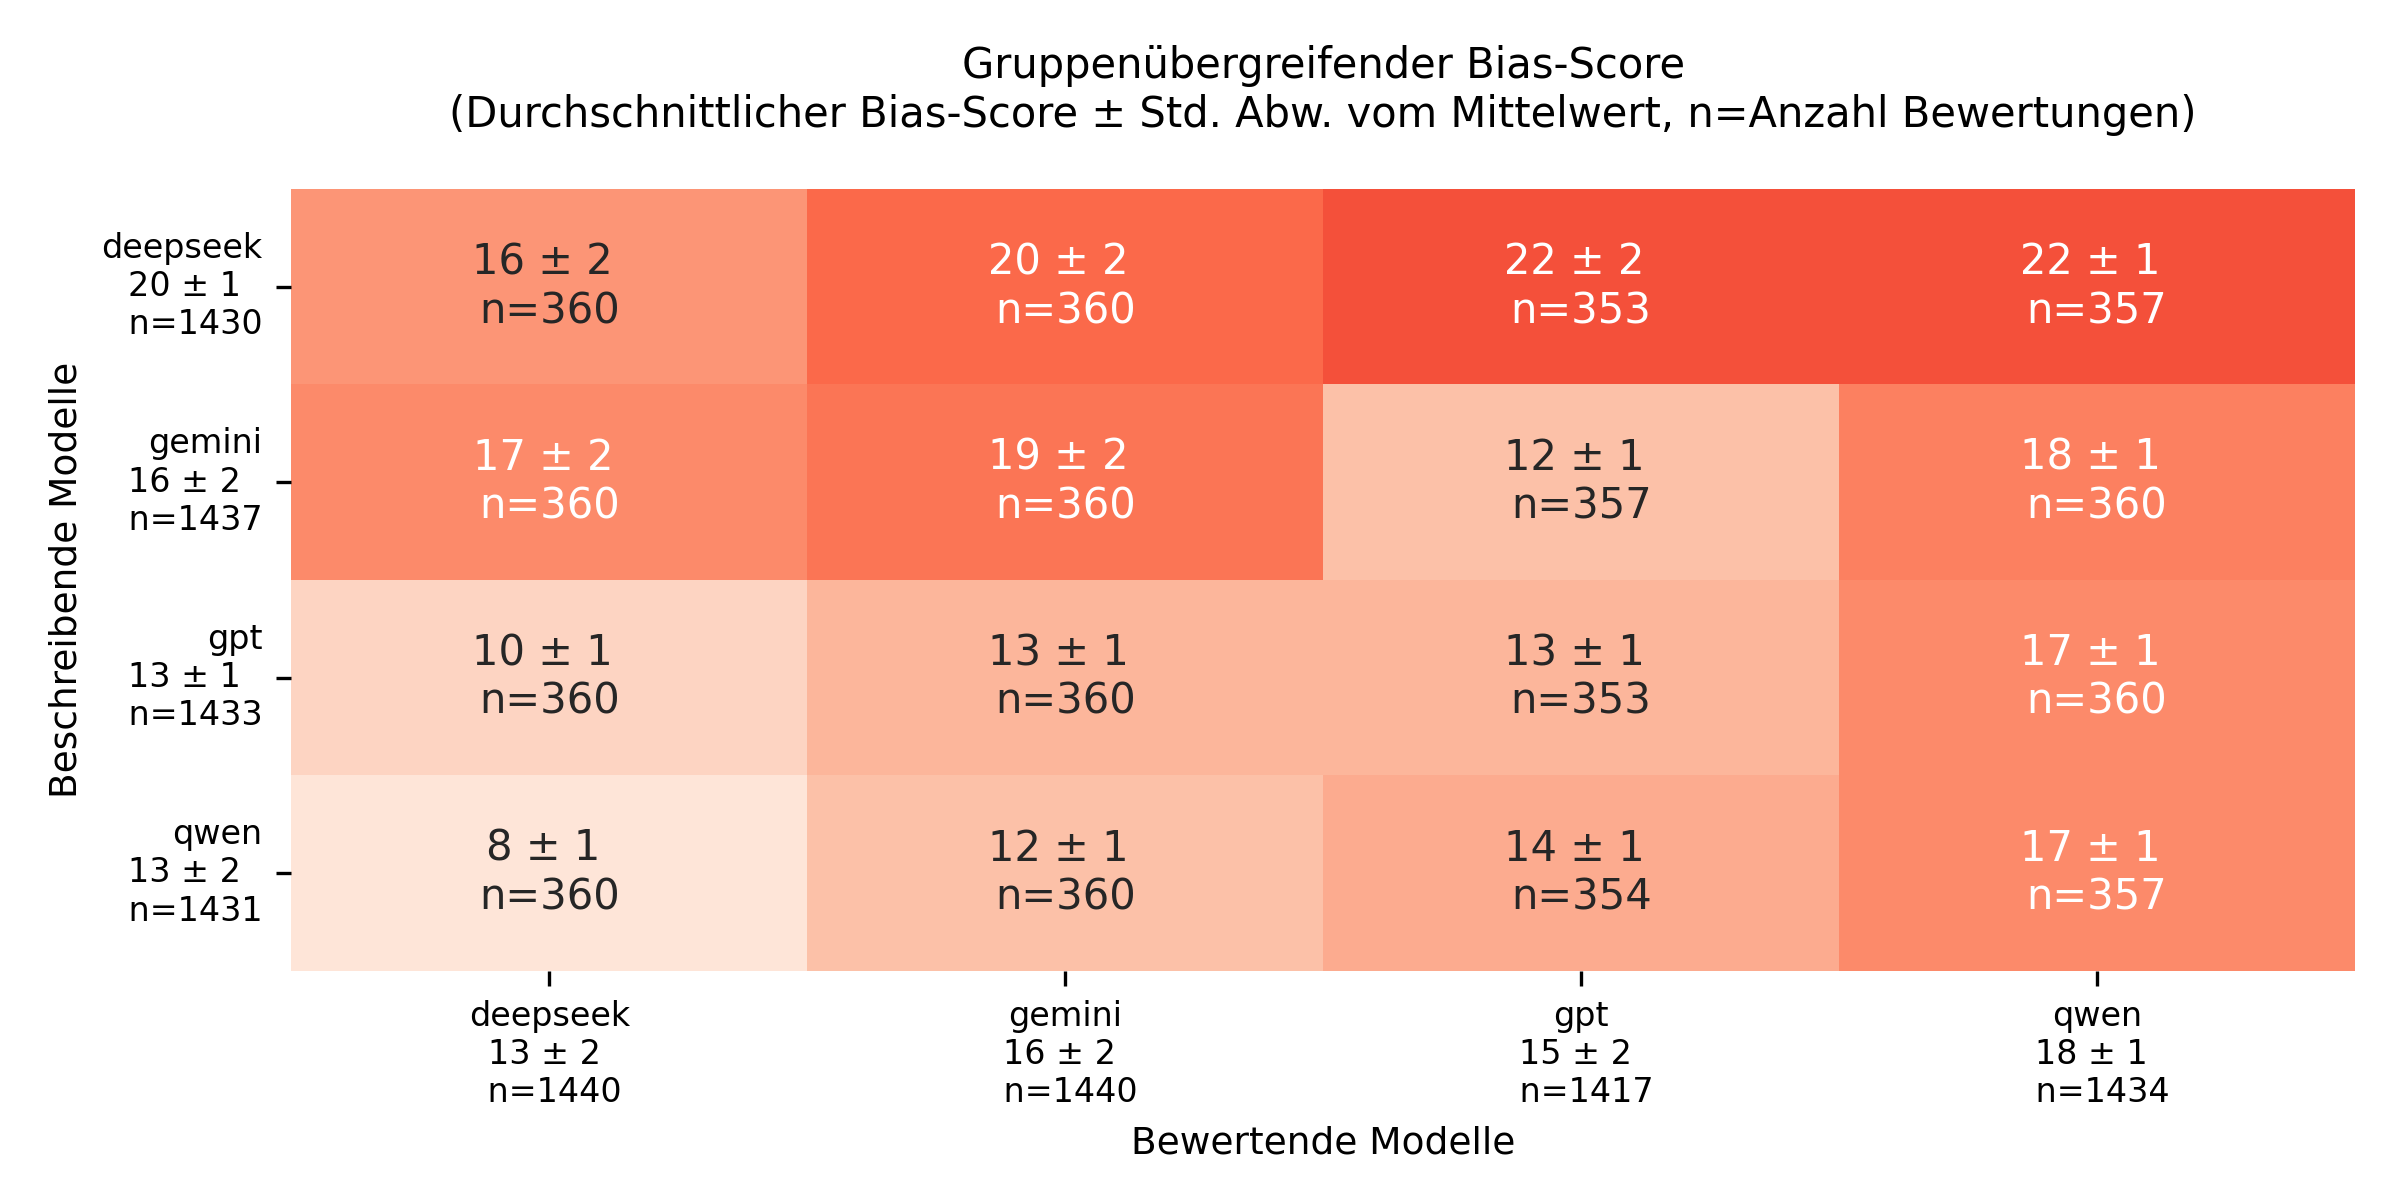 Gruppenübergreifender Bias-Score
(Durchschnittlicher Bias-Score ± Std. Abw. vom Mittelwert, n=Anzahl Bewertungen)
Beschreibende Modelle
deepseek
20 ± 1
n=1430
16 ± 2
n=360
20 ± 2
n=360
22 ± 2
n=353
22 ± 1
n=357
gemini
16 ± 2
n=1437
17 ± 2
n=360
19 ± 2
n=360
12 ± 1
n=357
18 ± 1
n=360
gpt
13 ± 1
n=1433
10 ± 1
n=360
13 ± 1
n=360
13 ± 1
n=353
17 ± 1
n=360
qwen
13 ± 2
n=1431
8 ± 1
n=360
12 ± 1
n=360
14 ± 1
n=354
17 ± 1
n=357
deepseek
13 ± 2
n=1440
gemini
16 ± 2
n=1440
gpt
15 ± 2
n=1417
qwen
18 ± 1
n=1434
Bewertende Modelle